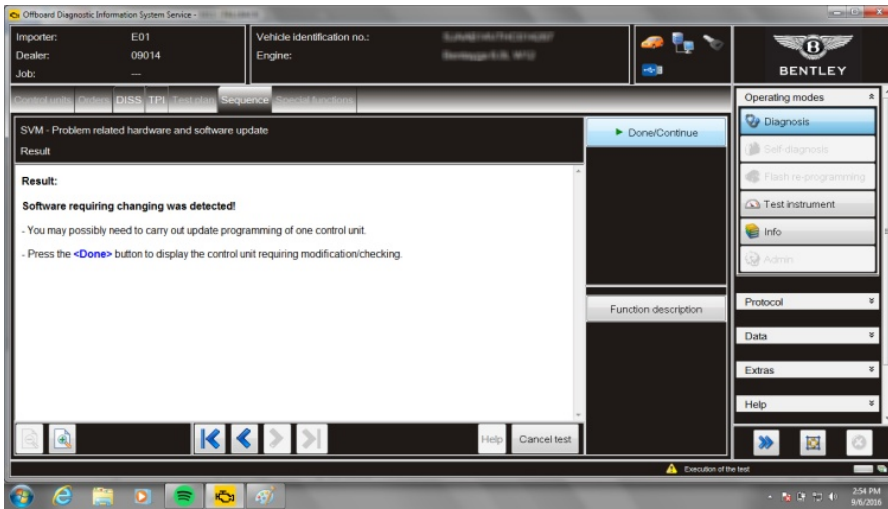 Offboard Diagnostic Information System Service -
Importer: E01
Dealer: 09014
Job: ---
Vehicle identification no.:
Engine:
BENTLEY
Control units Orders DISS TPI Test plan Sequence Special functions
SVM - Problem related hardware and software update
Result
Result:
Software requiring changing was detected!
- You may possibly need to carry out update programming of one control unit.
- Press the <Done> button to display the control unit requiring modification/checking.
Done/Continue
Function description
Help
Cancel test
Operating modes
Diagnosis
Self-diagnosis
Flash re-programming
Test instrument
Info
Admin
Protocol
Data
Extras
Help
Execution of the test
2:54 PM
9/6/2016